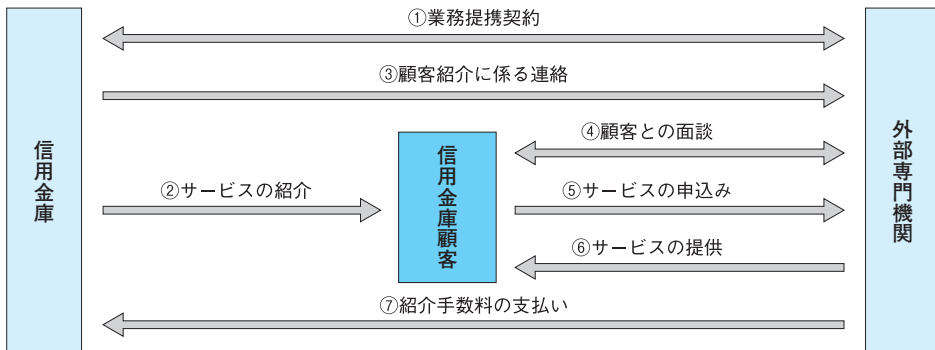 ①業務提携契約
③顧客紹介に係る連絡
④顧客との面談
信用金庫
②サービスの紹介
信用金庫顧客
⑤サービスの申込み
外部専門機関
⑥サービスの提供
⑦紹介手数料の支払い